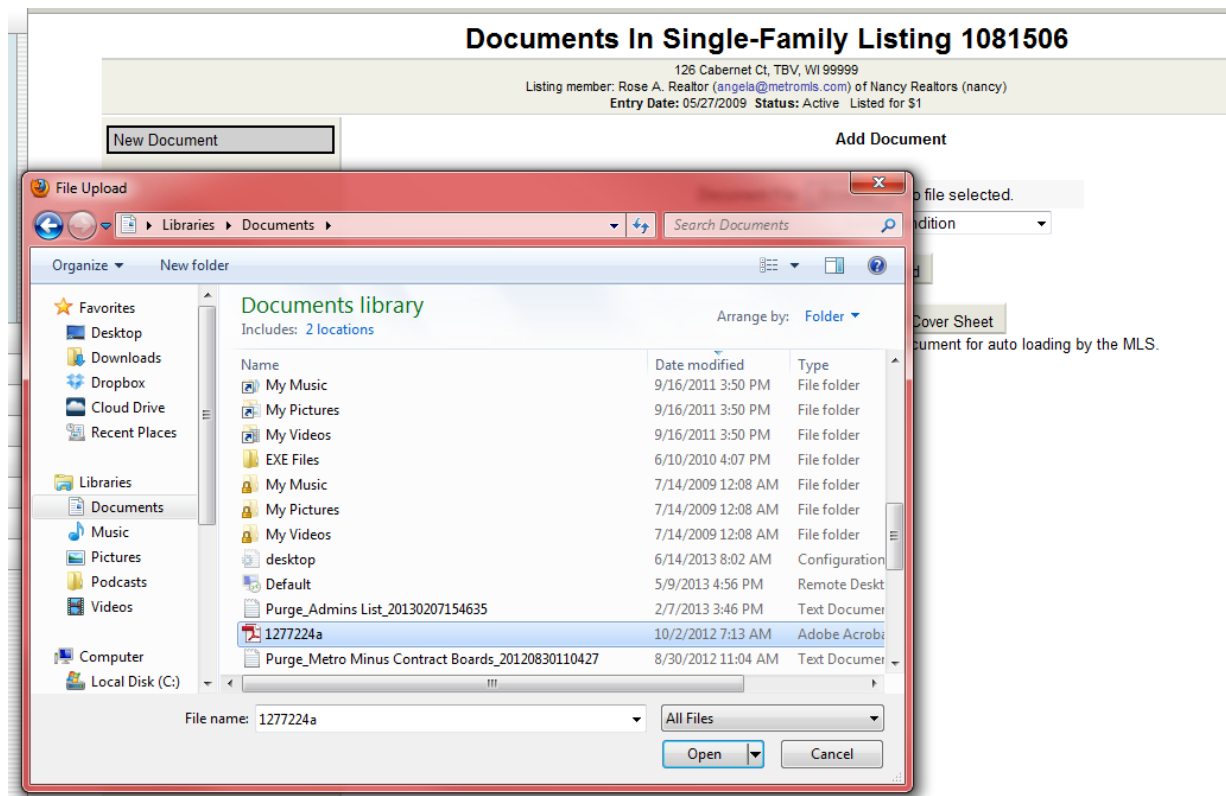 Documents In Single-Family Listing 1081506
126 Cabernet Ct, TBV, WI 99999
Listing member: Rose A. Realtor (angela@metromls.com) of Nancy Realtors (nancy)
Entry Date: 05/27/2009 Status: Active Listed for $1
New Document
Add Document
File Upload
file selected.
Libraries Documents
Search Documents
Organize New folder
Favorites
Desktop
Downloads
Dropbox
Cloud Drive
Recent Places
Libraries
Documents
Music
Pictures
Podcasts
Videos
Computer
Local Disk (C:)
Documents library
Includes: 2 locations
Arrange by: Folder
Name Date modified Type
My Music 9/16/2011 3:50 PM File folder
My Pictures 9/16/2011 3:50 PM File folder
My Videos 9/16/2011 3:50 PM File folder
EXE Files 6/10/2010 4:07 PM File folder
My Music 7/14/2009 12:08 AM File folder
My Pictures 7/14/2009 12:08 AM File folder
My Videos 7/14/2009 12:08 AM File folder
desktop 6/14/2013 8:02 AM Configuration
Default 5/9/2013 4:56 PM Remote Deskt
Purge_Admins List_20130207154635 2/7/2013 3:46 PM Text Documen
1277224a 10/2/2012 7:13 AM Adobe Acroba
Purge_Metro Minus Contract Boards_20120830110427 8/30/2012 11:04 AM Text Documen
File name: 1277224a
All Files
Open Cancel
ndition
Cover Sheet
cument for auto loading by the MLS.